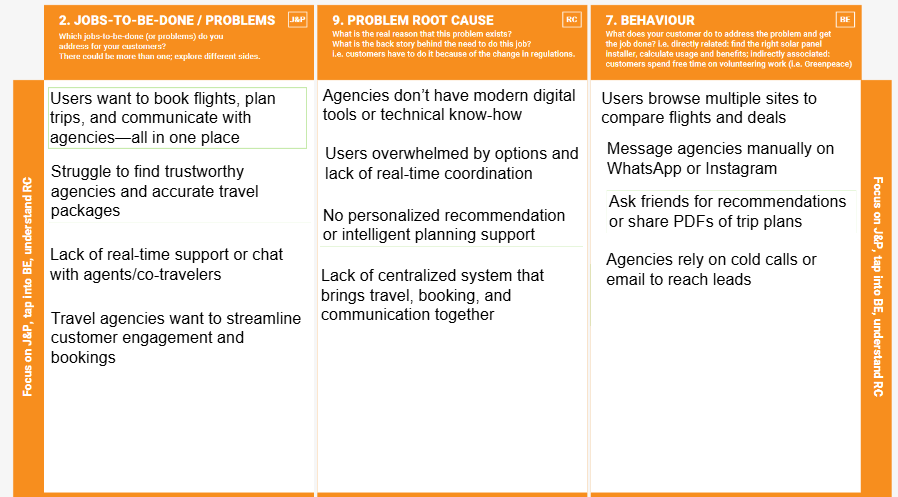 2. JOBS-TO-BE-DONE / PROBLEMS
J&P
Which jobs-to-be-done (or problems) do you
address for your customers?
There could be more than one; explore different sides.
Users want to book flights, plan
trips, and communicate with
agencies—all in one place
Struggle to find trustworthy
agencies and accurate travel
packages
Lack of real-time support or chat
with agents/co-travelers
Travel agencies want to streamline
customer engagement and
bookings
9. PROBLEM ROOT CAUSE
RC
What is the real reason that this problem exists?
What is the back story behind the need to do this job?
i.e. customers have to do it because of the change in regulations.
Agencies don’t have modern digital
tools or technical know-how
Users overwhelmed by options and
lack of real-time coordination
No personalized recommendation
or intelligent planning support
Lack of centralized system that
brings travel, booking, and
communication together
7. BEHAVIOUR
BE
What does your customer do to address the problem and get
the job done? i.e. directly related: find the right solar panel
installer, calculate usage and benefits; indirectly associated:
customers spend free time on volunteering work (i.e. Greenpeace)
Users browse multiple sites to
compare flights and deals
Message agencies manually on
WhatsApp or Instagram
Ask friends for recommendations
or share PDFs of trip plans
Agencies rely on cold calls or
email to reach leads
Focus on J&P, tap into BE, understand RC
Focus on J&P, tap into BE, understand RC